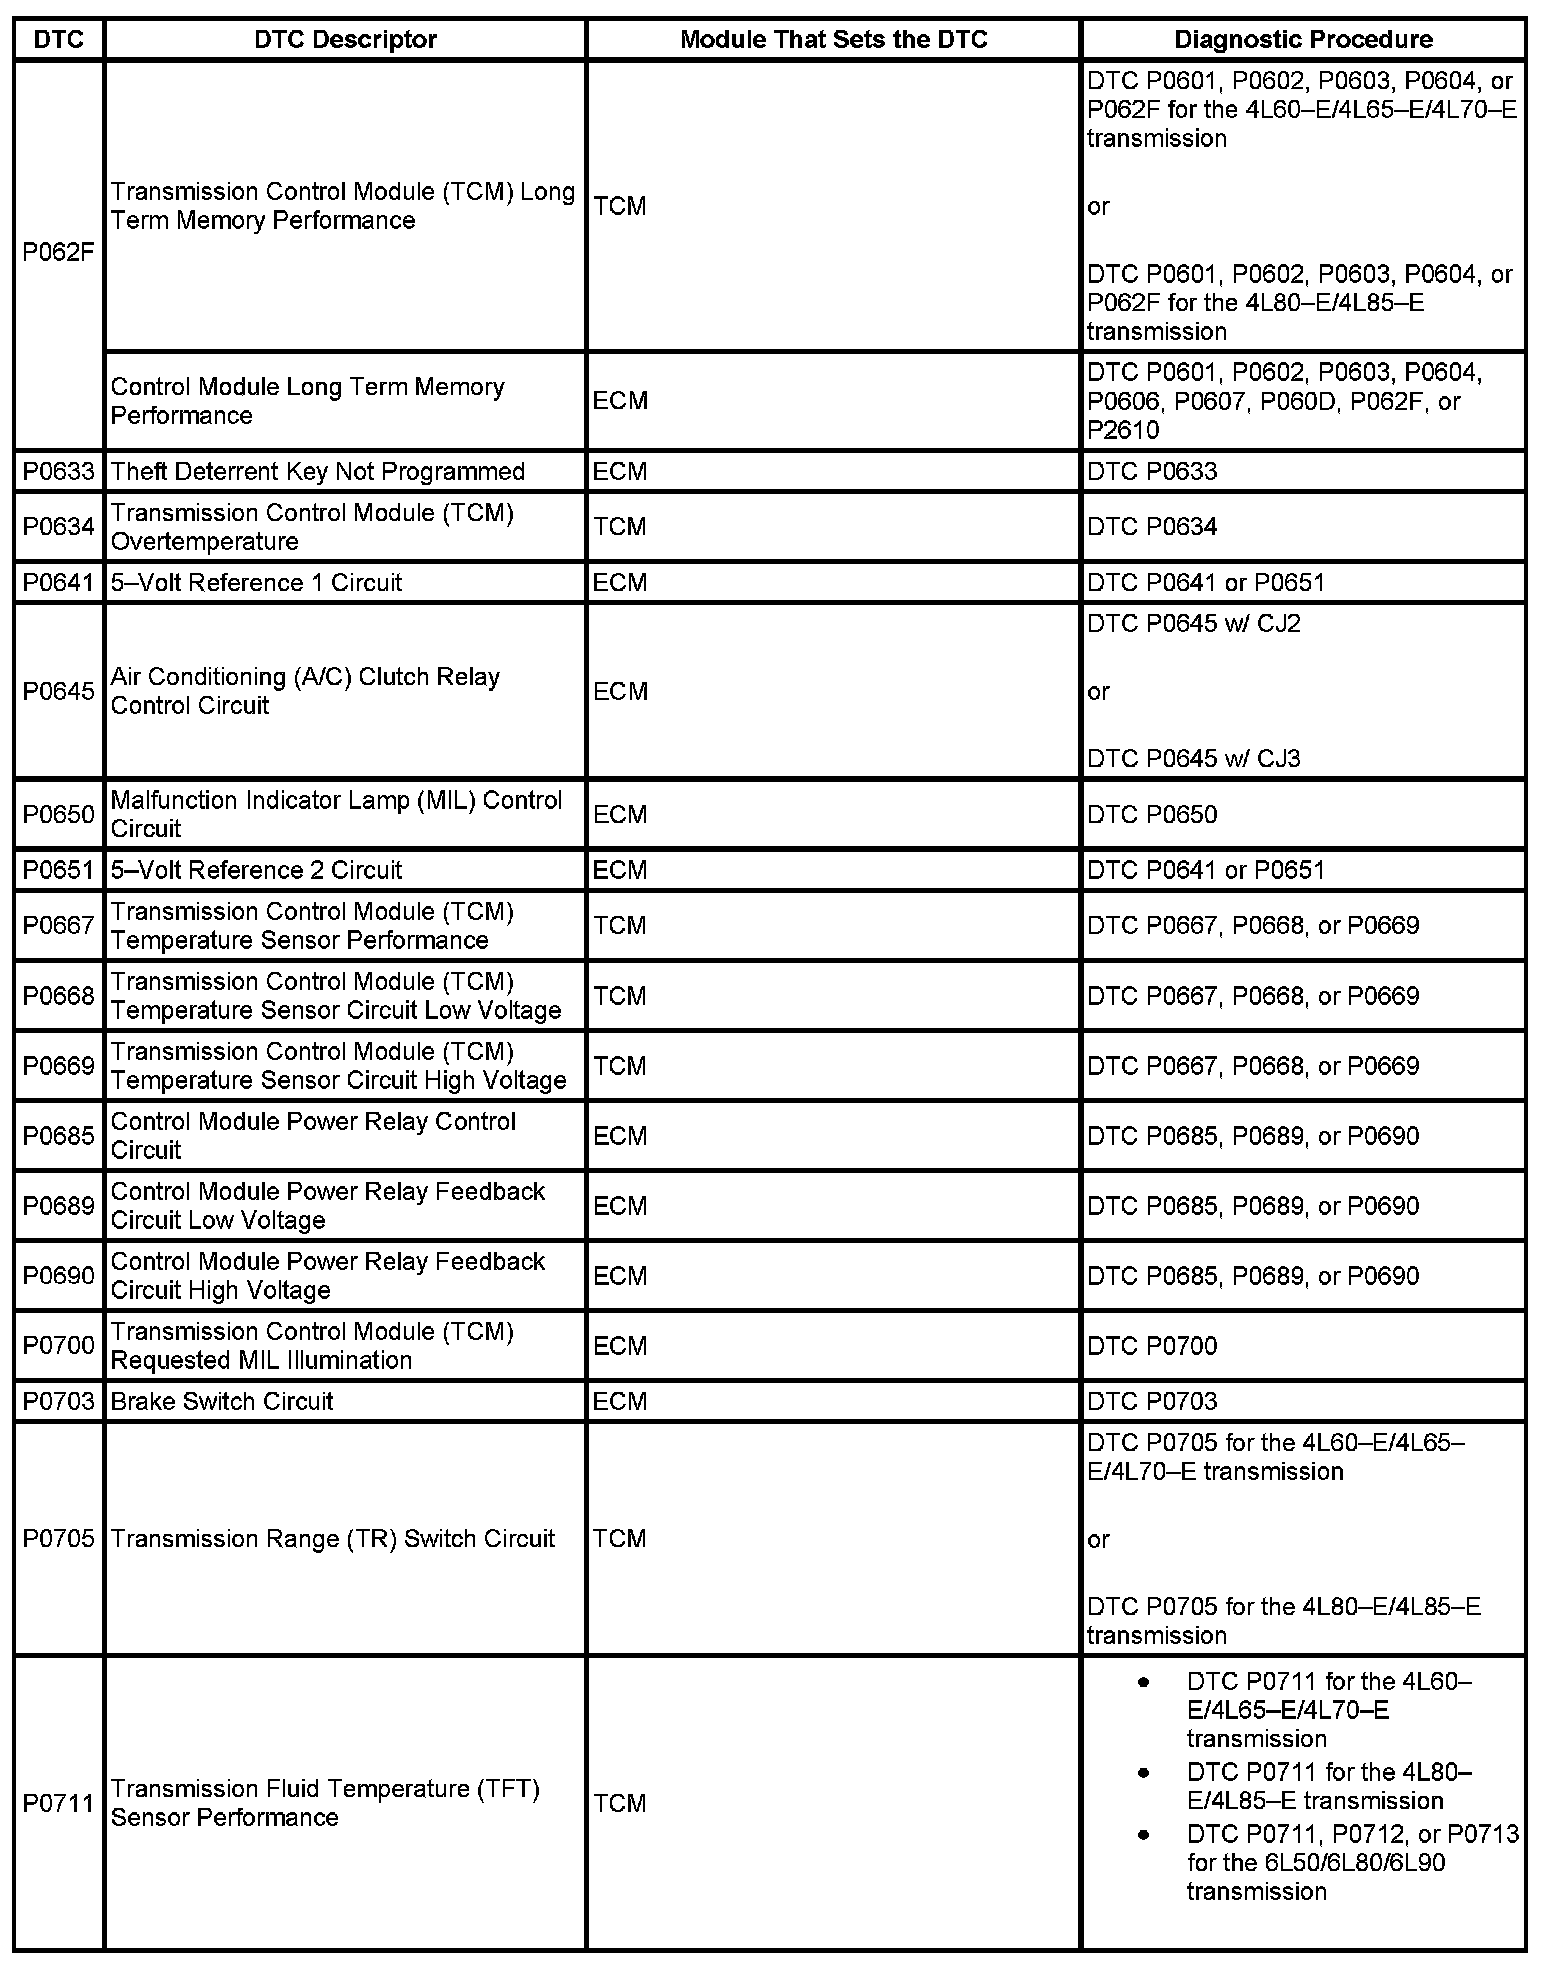 DTC
DTC Descriptor
Module That Sets the DTC
Diagnostic Procedure
P062F
Transmission Control Module (TCM) Long
Term Memory Performance
TCM
DTC P0601, P0602, P0603, P0604, or
P062F for the 4L60–E/4L65–E/4L70–E
transmission
or
DTC P0601, P0602, P0603, P0604, or
P062F for the 4L80–E/4L85–E
transmission
Control Module Long Term Memory
Performance
ECM
DTC P0601, P0602, P0603, P0604,
P0606, P0607, P060D, P062F, or
P2610
P0633
Theft Deterrent Key Not Programmed
ECM
DTC P0633
P0634
Transmission Control Module (TCM)
Overtemperature
TCM
DTC P0634
P0641
5–Volt Reference 1 Circuit
ECM
DTC P0641 or P0651
P0645
Air Conditioning (A/C) Clutch Relay
Control Circuit
ECM
DTC P0645 w/ CJ2
or
DTC P0645 w/ CJ3
P0650
Malfunction Indicator Lamp (MIL) Control
Circuit
ECM
DTC P0650
P0651
5–Volt Reference 2 Circuit
ECM
DTC P0641 or P0651
P0667
Transmission Control Module (TCM)
Temperature Sensor Performance
TCM
DTC P0667, P0668, or P0669
P0668
Transmission Control Module (TCM)
Temperature Sensor Circuit Low Voltage
TCM
DTC P0667, P0668, or P0669
P0669
Transmission Control Module (TCM)
Temperature Sensor Circuit High Voltage
TCM
DTC P0667, P0668, or P0669
P0685
Control Module Power Relay Control
Circuit
ECM
DTC P0685, P0689, or P0690
P0689
Control Module Power Relay Feedback
Circuit Low Voltage
ECM
DTC P0685, P0689, or P0690
P0690
Control Module Power Relay Feedback
Circuit High Voltage
ECM
DTC P0685, P0689, or P0690
P0700
Transmission Control Module (TCM)
Requested MIL Illumination
ECM
DTC P0700
P0703
Brake Switch Circuit
ECM
DTC P0703
P0705
Transmission Range (TR) Switch Circuit
TCM
DTC P0705 for the 4L60–E/4L65–
E/4L70–E transmission
or
DTC P0705 for the 4L80–E/4L85–E
transmission
P0711
Transmission Fluid Temperature (TFT)
Sensor Performance
TCM
● DTC P0711 for the 4L60–
E/4L65–E/4L70–E
transmission
● DTC P0711 for the 4L80–
E/4L85–E transmission
● DTC P0711, P0712, or P0713
for the 6L50/6L80/6L90
transmission